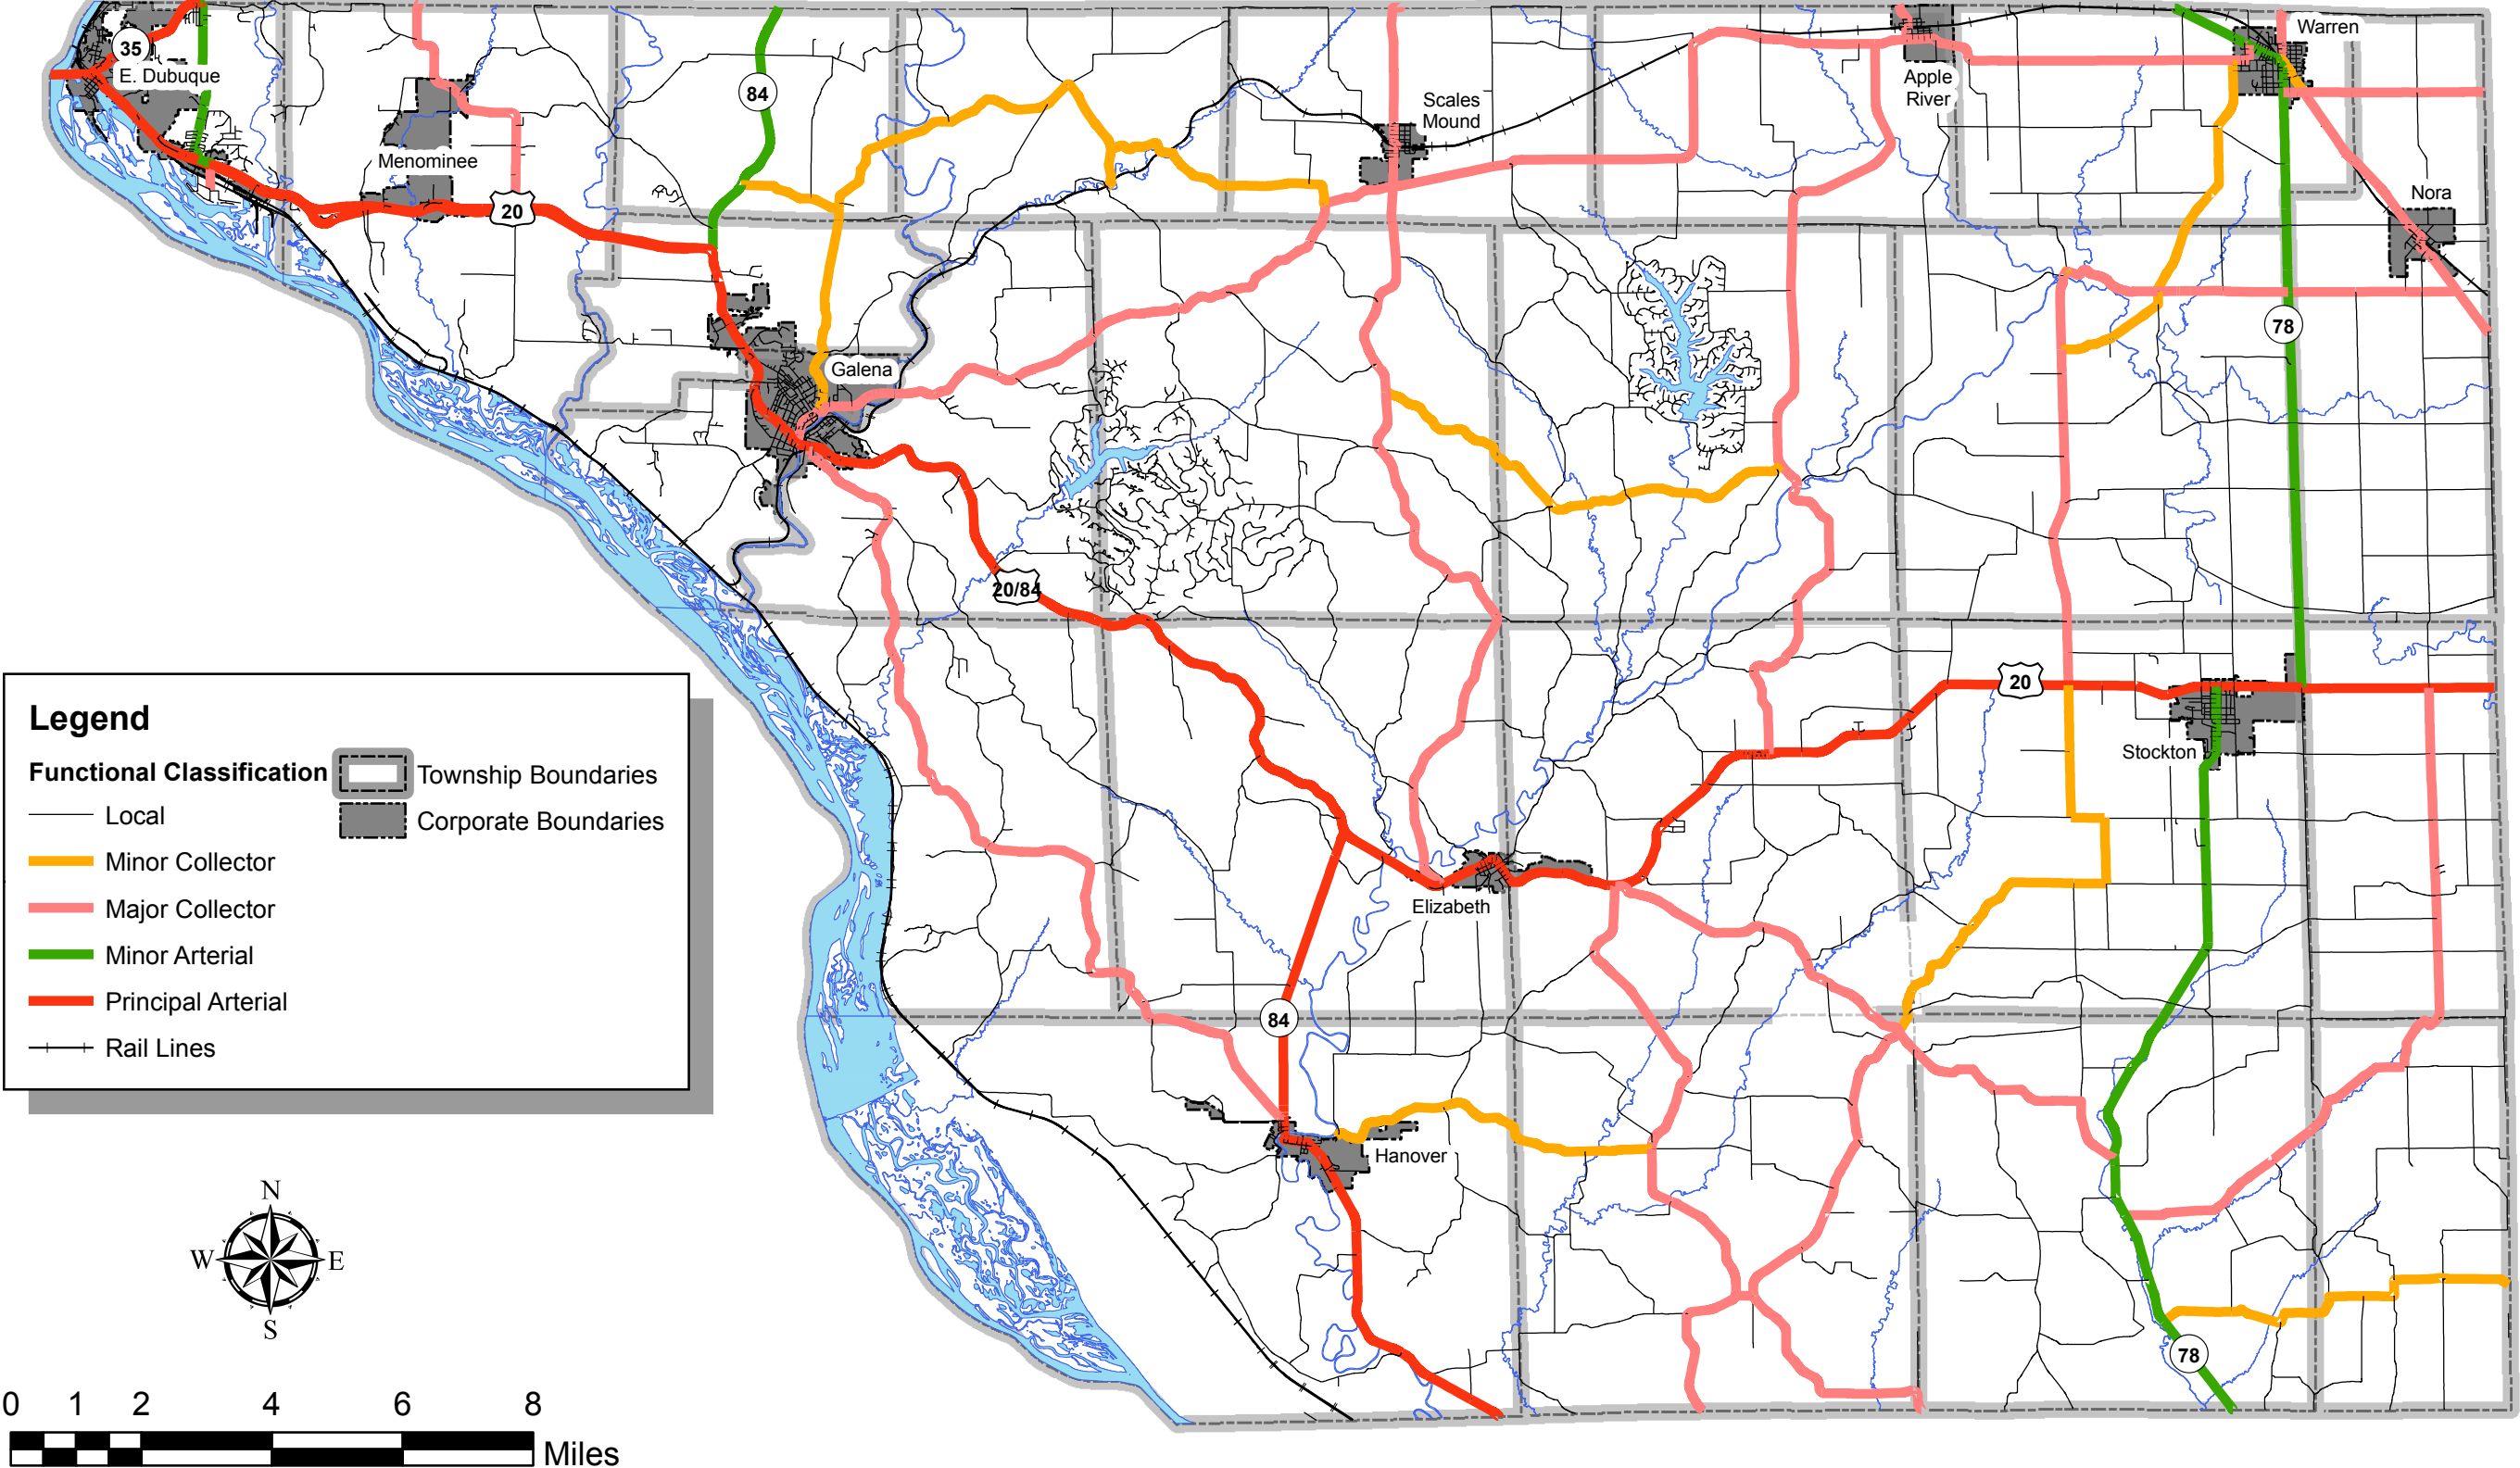 35
E. Dubuque
Menominee
20
84
Scales
Mound
Apple
River
Warren
Nora
78
Galena
20/84
20
Stockton
Elizabeth
84
Hanover
78
Legend
Functional Classification
Local
Minor Collector
Major Collector
Minor Arterial
Principal Arterial
Rail Lines
Township Boundaries
Corporate Boundaries
N
W
E
S
0 1 2 4 6 8
Miles